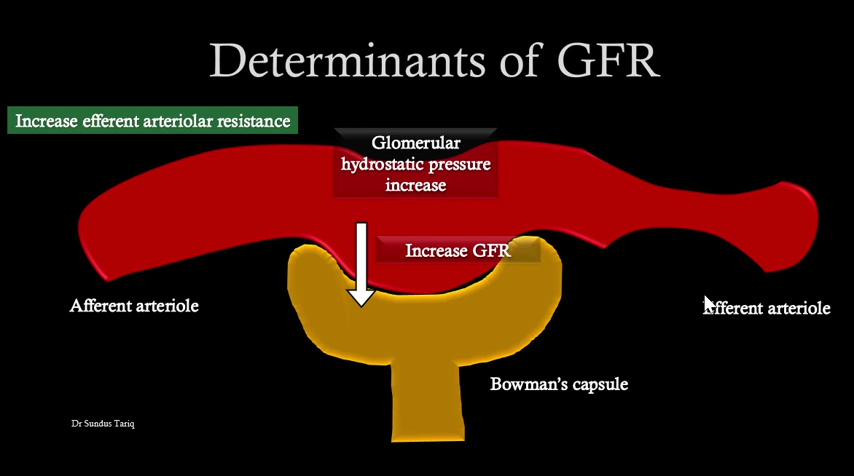 Determinants of GFR
Increase efferent arteriolar resistance
Glomerular
hydrostatic pressure
increase
Increase GFR
Afferent arteriole
Efferent arteriole
Bowman's capsule
Dr Sundus Tariq